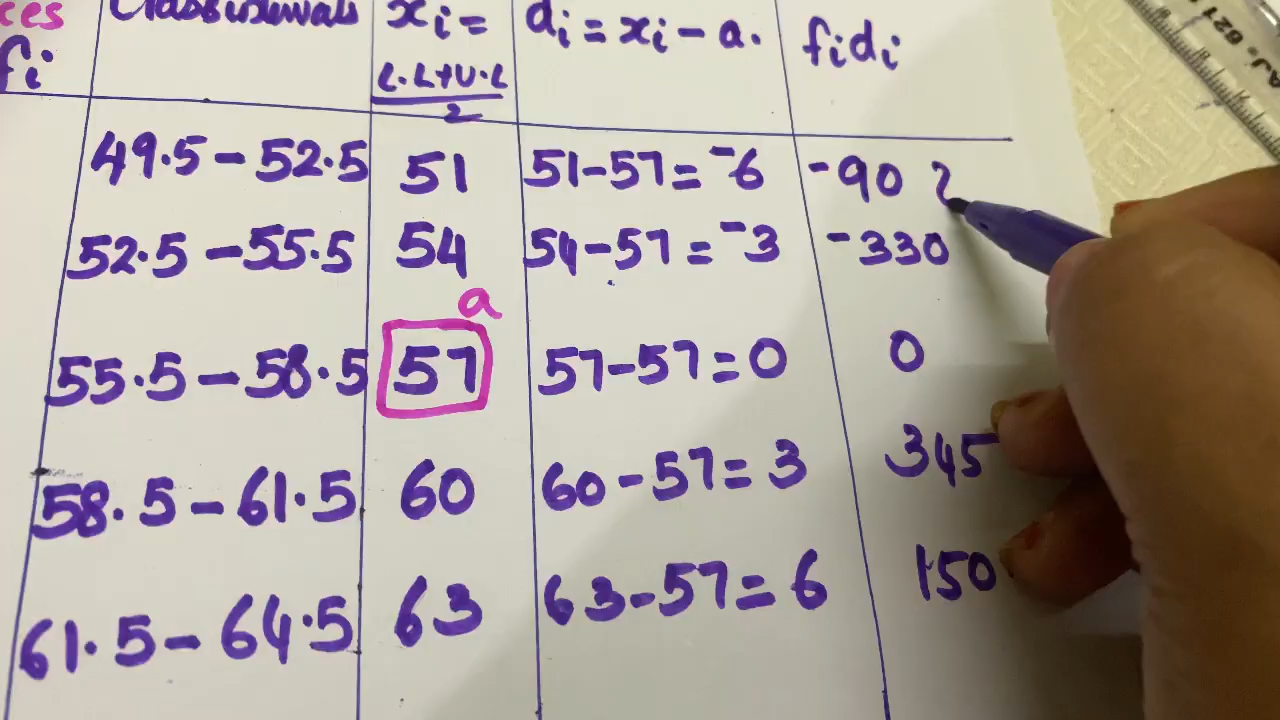 ces Class intervals xi = di = xi - a. fidi
fi L.L+U.L
2
49.5 - 52.5 51 51-57= -6 -90
52.5 - 55.5 54 54-57= -3 -330
a
55.5 - 58.5 57 57-57=0 0
58.5 - 61.5 60 60-57= 3 345
61.5 - 64.5 63 63-57= 6 150